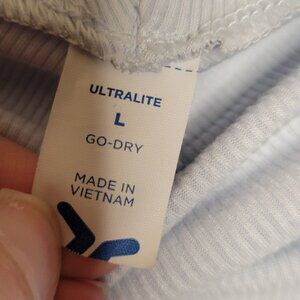 ULTRALITE
L
GO-DRY
MADE IN
VIETNAM